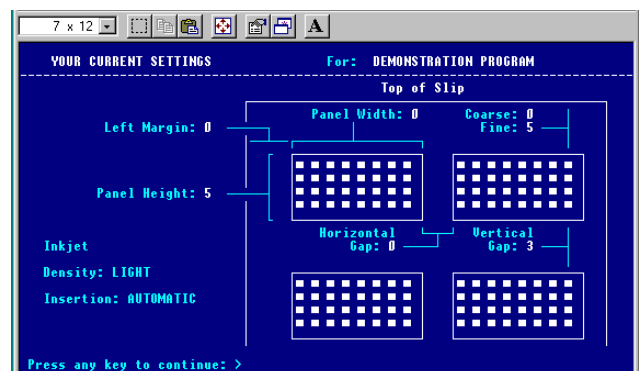 7 x 12
A
YOUR CURRENT SETTINGS For: DEMONSTRATION PROGRAM
Top of Slip
Panel Width: 0 Coarse: 0
Left Margin: 0 Fine: 5
Panel Height: 5
Horizontal Vertical
Inkjet Gap: 0 Gap: 3
Density: LIGHT
Insertion: AUTOMATIC
Press any key to continue: >